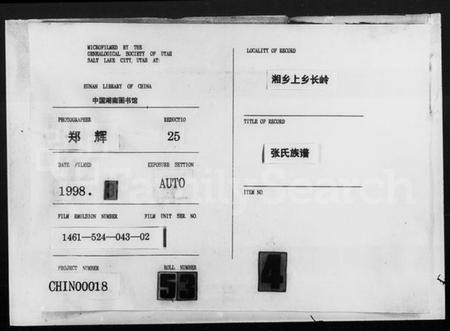 MICROFILMED BY THE
GENEALOGICAL SOCIETY OF UTAH
SALT LAKE CITY, UTAH AT:
HUNAN LIBRARY OF CHINA
中国湖南图书馆
PHOTOGRAPHER REDUCTIO
郑 辉 25
DATE FILMED EXPOSURE SETTION
1998. AUTO
FILM EMULSION NUMBER FILM UNIT SER NO.
1461—524—043—02
PROJECT NUMBER ROLL NUMBER
CHIN00018 53
LOCALITY OF RECORD
湘乡上乡长岭
TITLE OF RECORD
张氏族谱
ITEM NO
4
FamilySearch